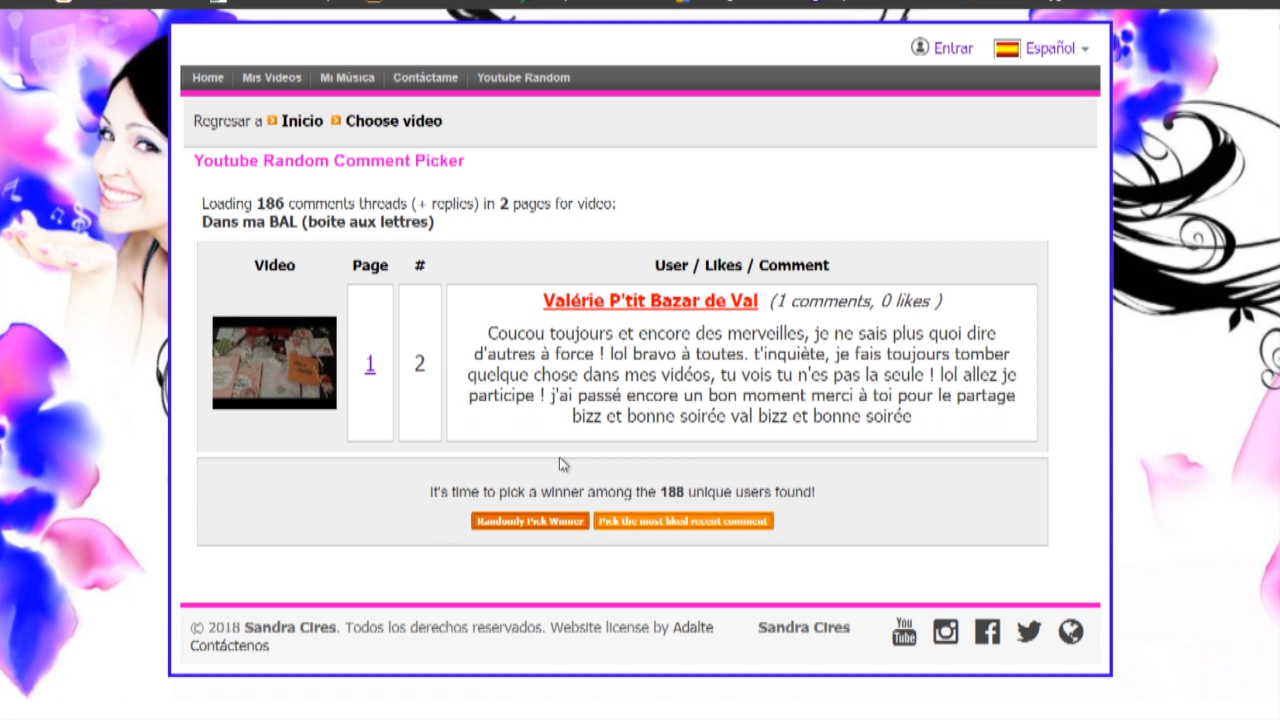 Entrar Español
Home Mis Videos Mi Música Contáctame Youtube Random
Regresar a Inicio Choose video
Youtube Random Comment Picker
Loading 186 comments threads (+ replies) in 2 pages for video:
Dans ma BAL (boite aux lettres)
Video Page # User / Likes / Comment
Valérie P'tit Bazar de Val (1 comments, 0 likes )
1 2
Coucou toujours et encore des merveilles, je ne sais plus quoi dire
d'autres à force ! lol bravo à toutes. t'inquiète, je fais toujours tomber
quelque chose dans mes vidéos, tu vois tu n'es pas la seule ! lol allez je
participe ! j'ai passé encore un bon moment merci à toi pour le partage
bizz et bonne soirée val bizz et bonne soirée
It's time to pick a winner among the 188 unique users found!
Randomly Pick Winner Pick the most liked recent comment
© 2018 Sandra Cires. Todos los derechos reservados. Website license by Adalte Sandra Cires You Tube
Contáctenos